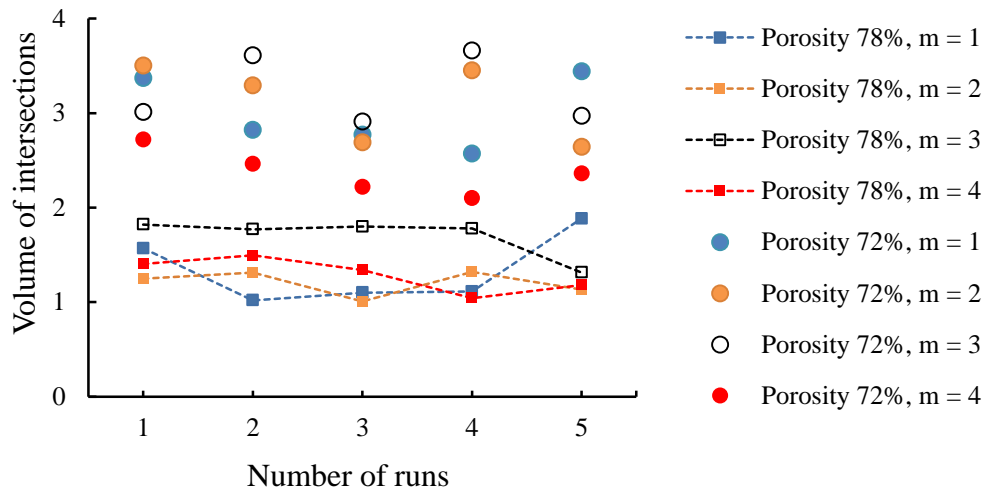 Volume of intersections
4
3
2
1
0
1 2 3 4 5
Number of runs
Porosity 78%, m = 1
Porosity 78%, m = 2
Porosity 78%, m = 3
Porosity 78%, m = 4
Porosity 72%, m = 1
Porosity 72%, m = 2
Porosity 72%, m = 3
Porosity 72%, m = 4